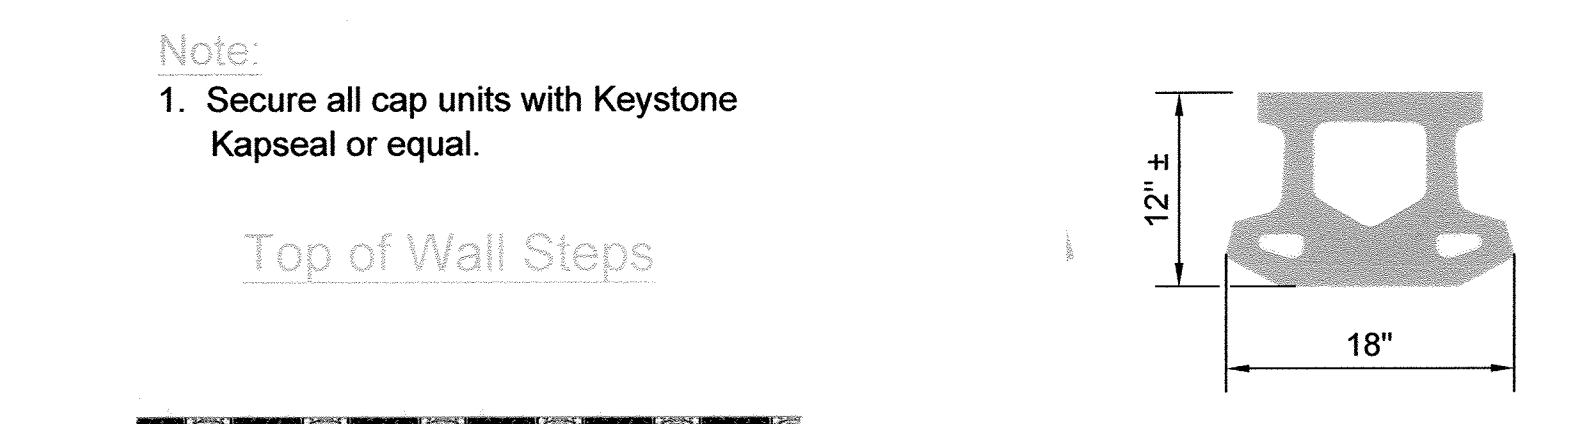 Note:
1. Secure all cap units with Keystone
Kapseal or equal.
Top of Wall Steps
12" ±
18"